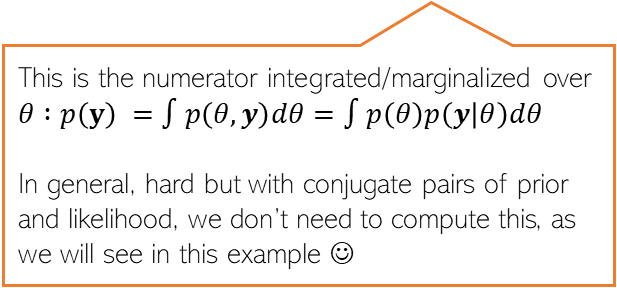 This is the numerator integrated/marginalized over
θ : p(𝐲) = ∫ p(θ, 𝒚)dθ = ∫ p(θ)p(𝒚|θ)dθ
In general, hard but with conjugate pairs of prior
and likelihood, we don't need to compute this, as
we will see in this example ☺